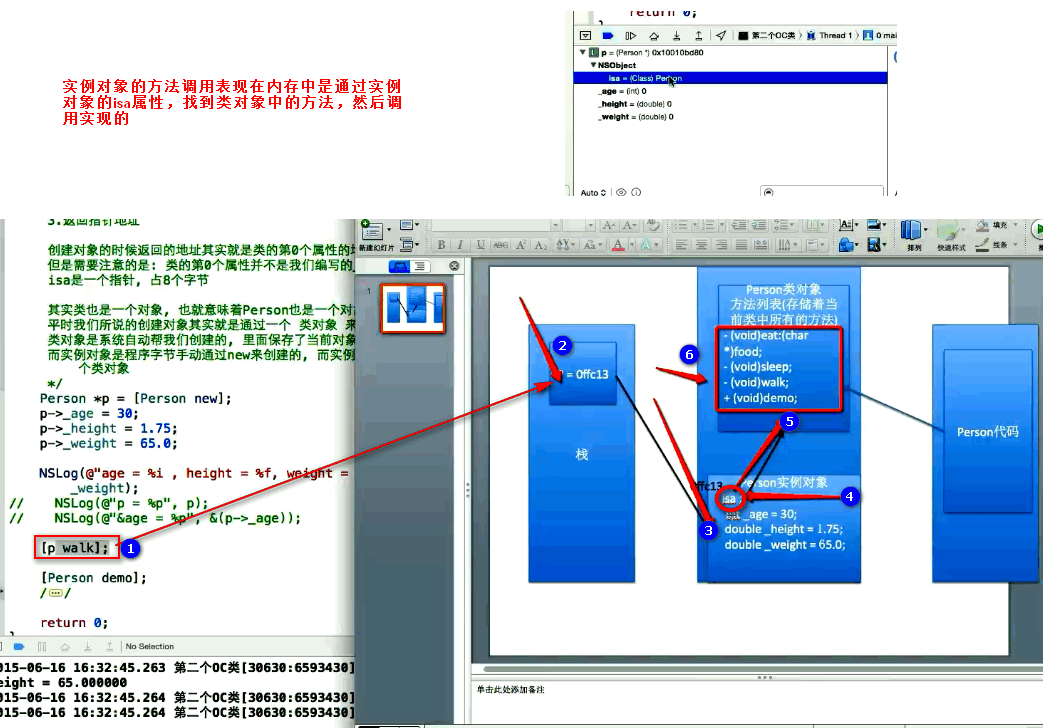 return 0;
第二个OC类 Thread 1 0 mai
p = (Person *) 0x10010bd80
NSObject
isa = (Class) Person
_age = (int) 0
_height = (double) 0
_weight = (double) 0
Auto
实例对象的方法调用表现在内存中是通过实例
对象的isa属性，找到类对象中的方法，然后调
用实现的
3.返回指针地址
创建对象的时候返回的地址其实就是类的第0个属性的
但是需要注意的是: 类的第0个属性并不是我们编写的_
isa是一个指针, 占8个字节
其实类也是一个对象, 也就意味着Person也是一个对
平时我们所说的创建对象其实就是通过一个 类对象 来
类对象是系统自动帮我们创建的, 里面保存了当前对象
而实例对象是程序字节手动通过new来创建的, 而实例
个类对象
*/
Person *p = [Person new];
p->_age = 30;
p->_height = 1.75;
p->_weight = 65.0;
NSLog(@"age = %i , height = %f, weight =
_weight);
// NSLog(@"p = %p", p);
// NSLog(@"&age = %p", &(p->_age));
[p walk]; 1
[Person demo];
/ /
return 0;
No Selection
015-06-16 16:32:45.263 第二个OC类[30630:6593430]
eight = 65.000000
015-06-16 16:32:45.264 第二个OC类[30630:6593430]
015-06-16 16:32:45.264 第二个OC类[30630:6593430]
新建幻灯片
B I U ABC A² A₂
排列 快速样式 填充
线条
1
2
= 0ffc13
栈
Person类对象
方法列表(存储着当
前类中所有的方法)
6
- (void)eat:(char
*)food;
- (void)sleep;
- (void)walk;
+ (void)demo;
5
Person代码
Person实例对象
ffc13
isa
4
3
int _age = 30;
double _height = 1.75;
double _weight = 65.0;
单击此处添加备注